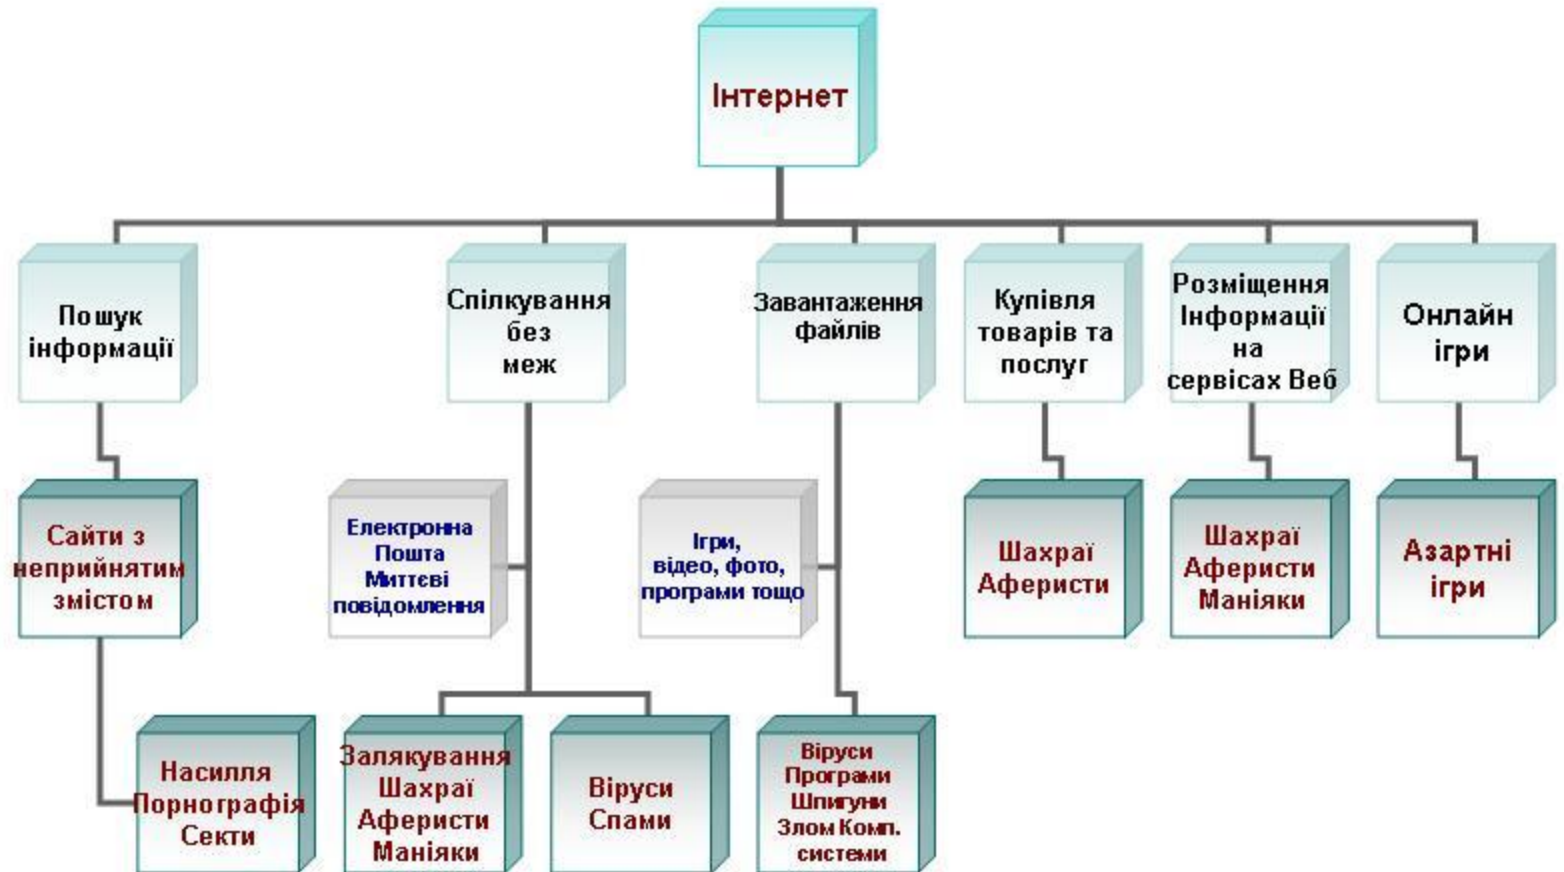 Інтернет
Пошук
інформації
Спілкування
без
меж
Завантаження
файлів
Купівля
товарів та
послуг
Розміщення
Інформації
на
сервісах Веб
Онлайн
ігри
Сайти з
неприйнятим
змістом
Електронна
Пошта
Миттєві
повідомлення
Ігри,
відео, фото,
програми тощо
Шахраї
Аферисти
Шахраї
Аферисти
Маніяки
Азартні
ігри
Насилля
Порнографія
Секти
Залякування
Шахраї
Аферисти
Маніяки
Віруси
Спами
Віруси
Програми
Шпигуни
Злом Комп.
системи